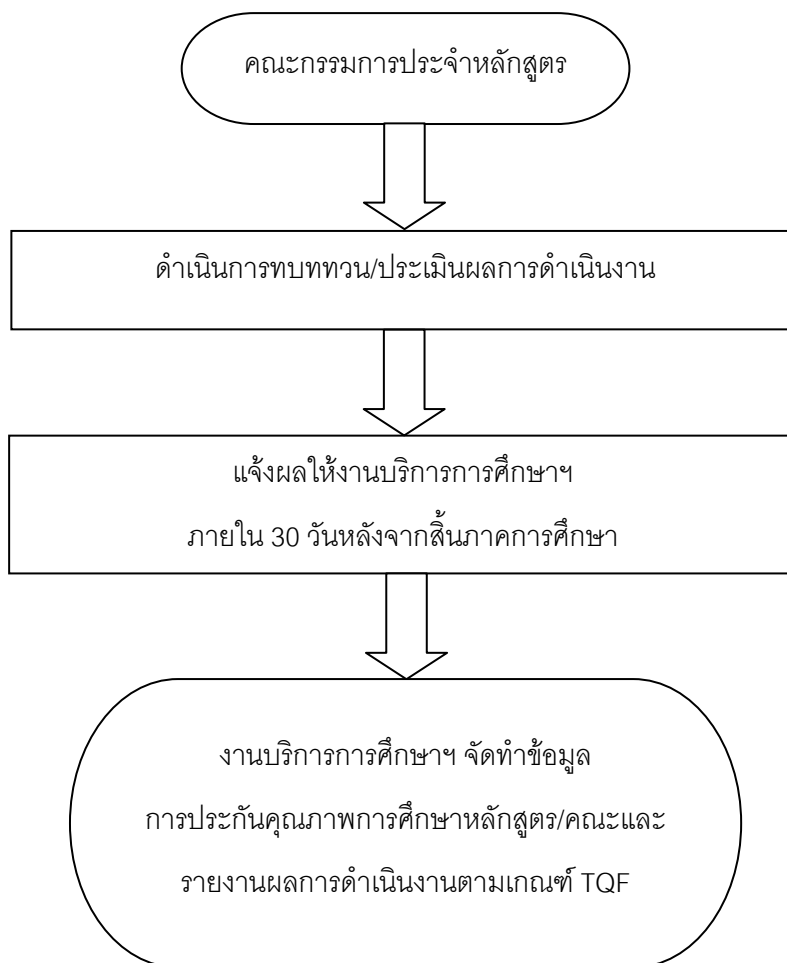 คณะกรรมการประจำหลักสูตร
ดำเนินการทบททวน/ประเมินผลการดำเนินงาน
แจ้งผลให้งานบริการการศึกษาฯ
ภายใน 30 วันหลังจากสิ้นภาคการศึกษา
งานบริการการศึกษาฯ จัดทำข้อมูล
การประกันคุณภาพการศึกษาหลักสูตร/คณะและ
รายงานผลการดำเนินงานตามเกณฑ์ TQF